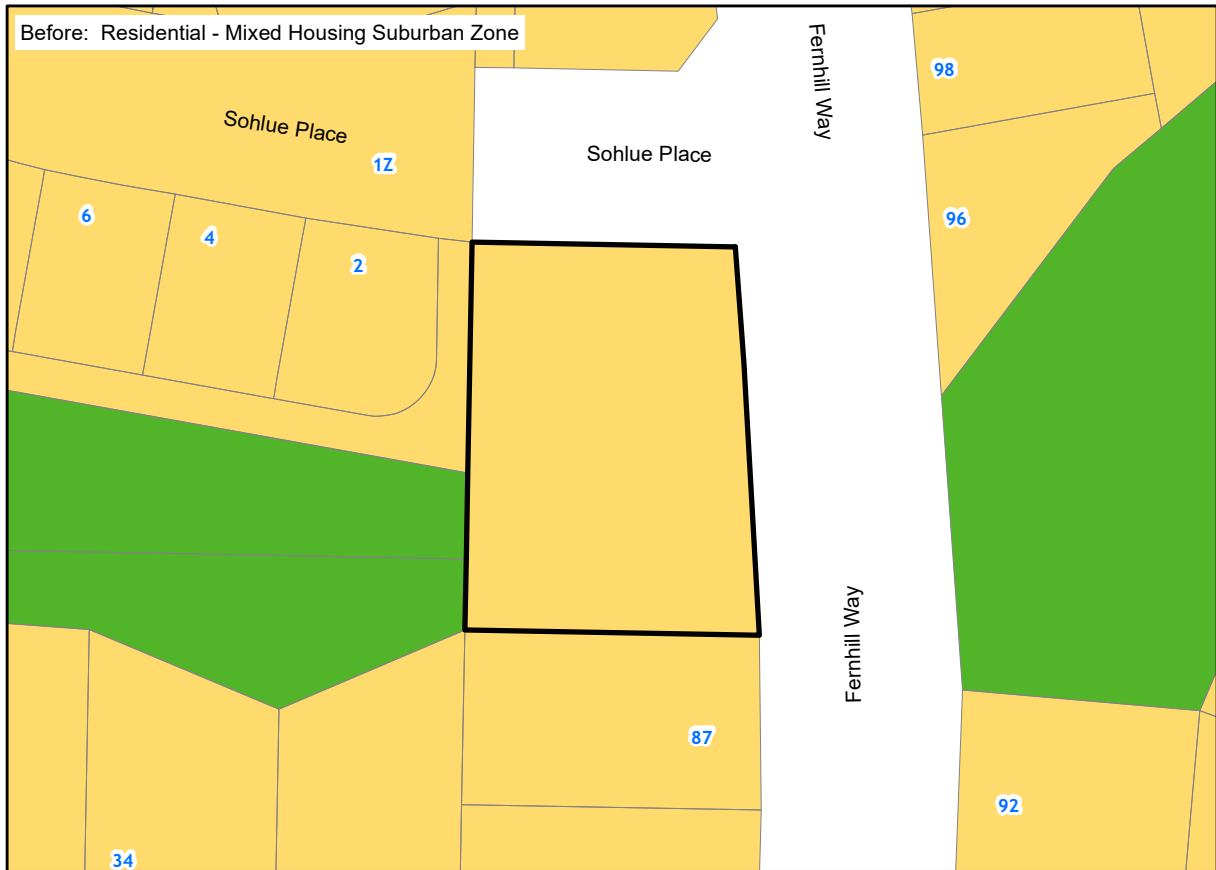 Before: Residential - Mixed Housing Suburban Zone
Fernhill Way
98
Sohlue Place
Sohlue Place
1Z
6
4
96
2
Fernhill Way
87
92
34